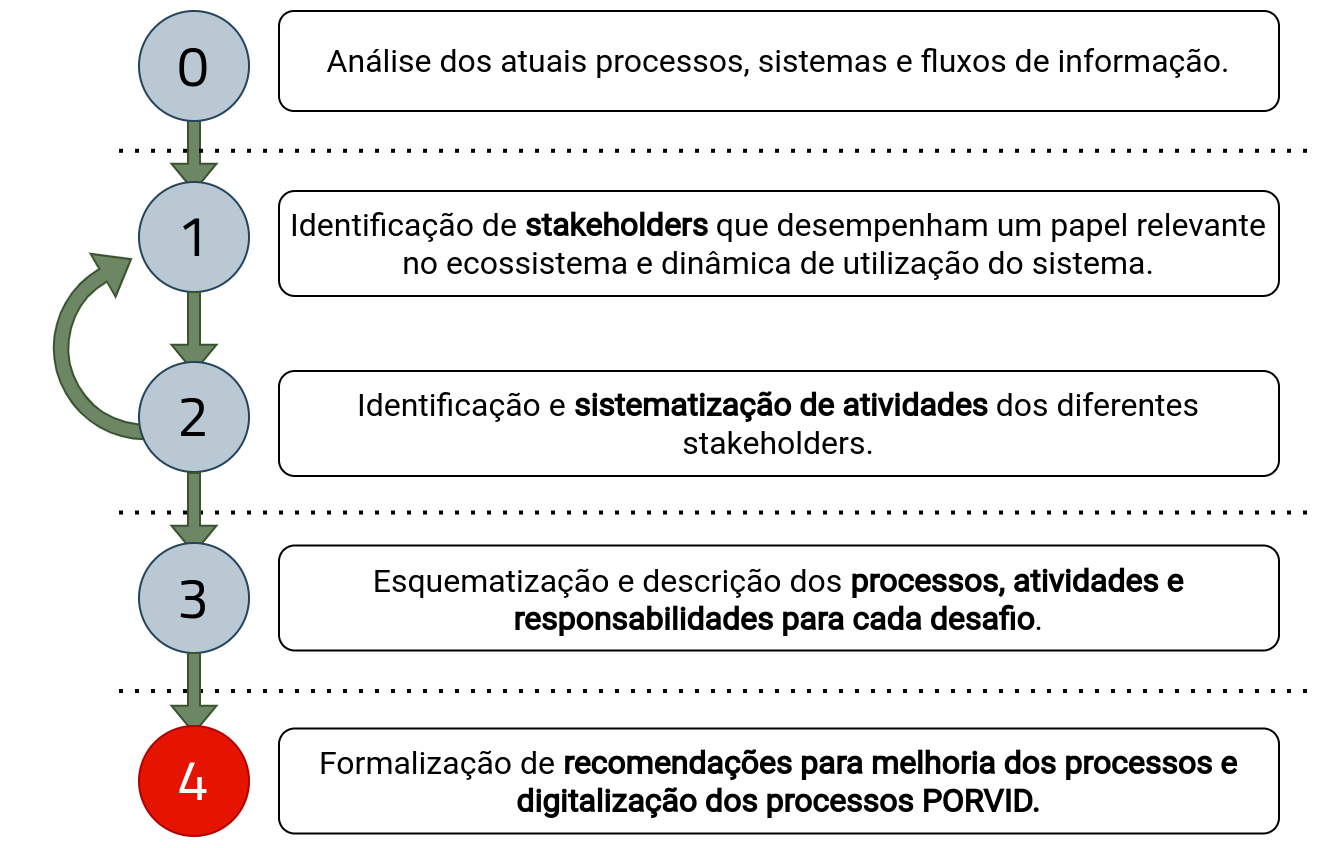 0
Análise dos atuais processos, sistemas e fluxos de informação.
1
Identificação de stakeholders que desempenham um papel relevante
no ecossistema e dinâmica de utilização do sistema.
2
Identificação e sistematização de atividades dos diferentes
stakeholders.
3
Esquematização e descrição dos processos, atividades e
responsabilidades para cada desafio.
4
Formalização de recomendações para melhoria dos processos e
digitalização dos processos PORVID.